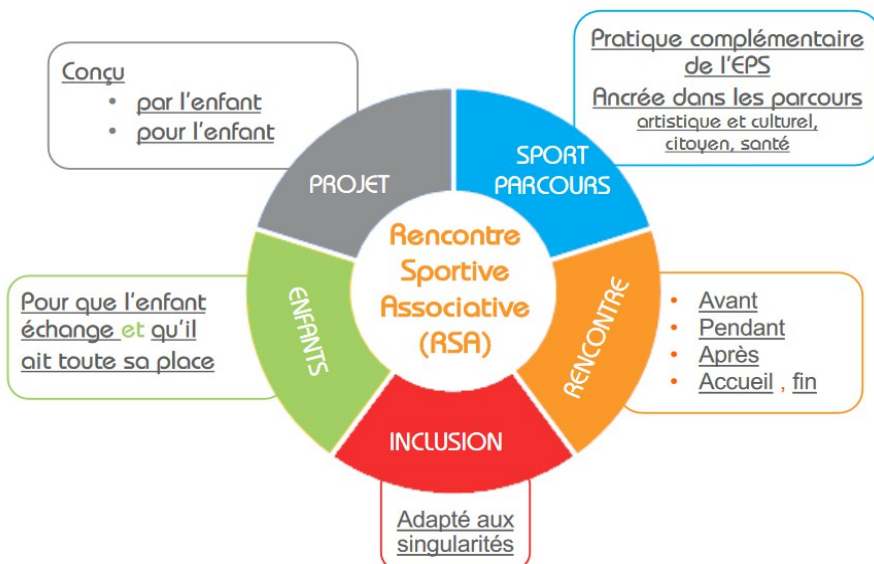 Conçu
• par l'enfant
• pour l'enfant
Pratique complémentaire
de l'EPS
Ancrée dans les parcours
artistique et culturel,
citoyen, santé
PROJET
SPORT
PARCOURS
Rencontre
Sportive
Associative
(RSA)
Pour que l'enfant
échange et qu'il
ait toute sa place
ENFANTS
RENCONTRE
• Avant
• Pendant
• Après
• Accueil , fin
INCLUSION
Adapté aux
singularités